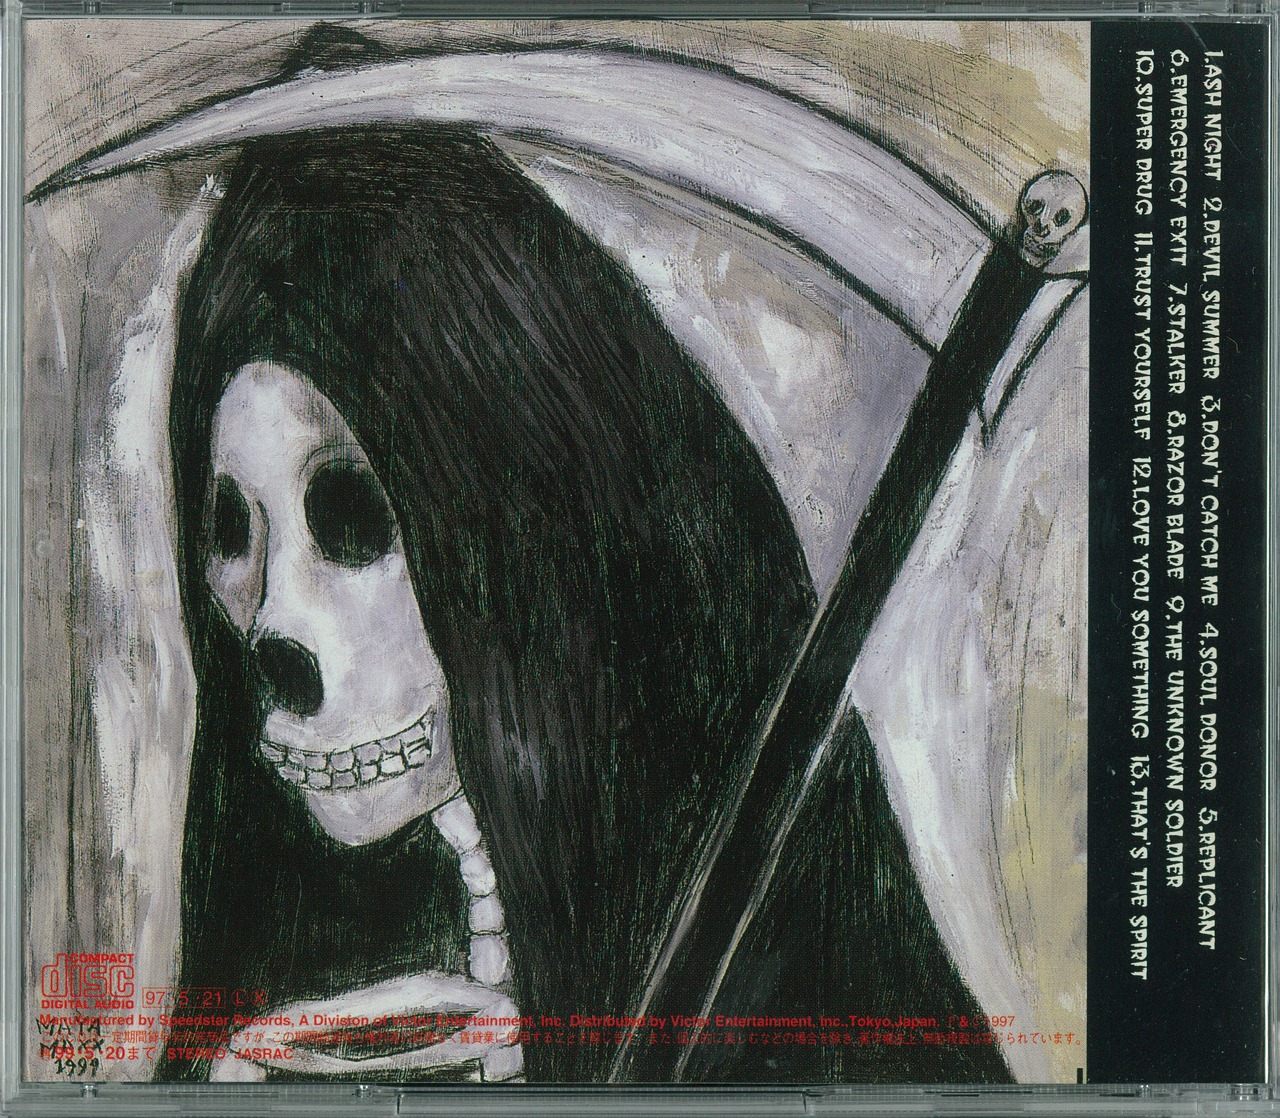 1.ASH NIGHT 2.DEVIL SUMMER 3.DON'T CATCH ME 4.SOUL DONOR 5.REPLICANT
6.EMERGENCY EXIT 7.STALKER 8.RAZOR BLADE 9.THE UNKNOWN SOLDIER
10.SUPER DRUG 11.TRUST YOURSELF 12.LOVE YOU SOMETHING 13.THAT'S THE SPIRIT
COMPACT
disc
DIGITAL AUDIO
97・5・21 L X
Manufactured by Speedstar Records, A Division of Victor Entertainment, Inc. Distributed by Victor Entertainment, Inc.,Tokyo,Japan. &1997
99・5・20まで STEREO JASRAC
MAYA
MAXX